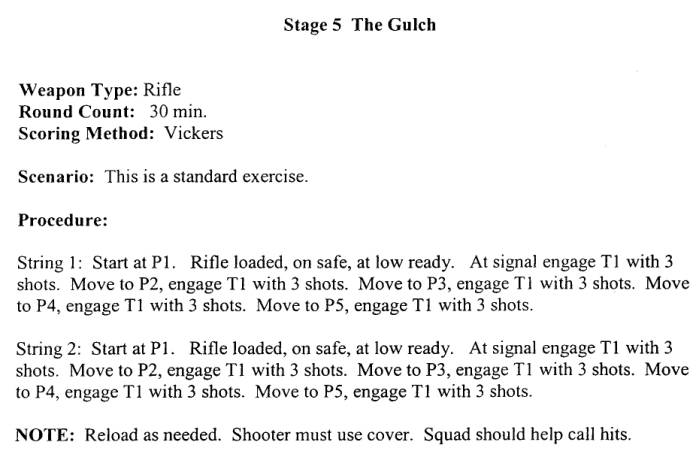 Stage 5 The Gulch
Weapon Type: Rifle
Round Count: 30 min.
Scoring Method: Vickers
Scenario: This is a standard exercise.
Procedure:
String 1: Start at P1. Rifle loaded, on safe, at low ready. At signal engage T1 with 3
shots. Move to P2, engage T1 with 3 shots. Move to P3, engage T1 with 3 shots. Move
to P4, engage T1 with 3 shots. Move to P5, engage T1 with 3 shots.
String 2: Start at P1. Rifle loaded, on safe, at low ready. At signal engage T1 with 3
shots. Move to P2, engage T1 with 3 shots. Move to P3, engage T1 with 3 shots. Move
to P4, engage T1 with 3 shots. Move to P5, engage T1 with 3 shots.
NOTE: Reload as needed. Shooter must use cover. Squad should help call hits.